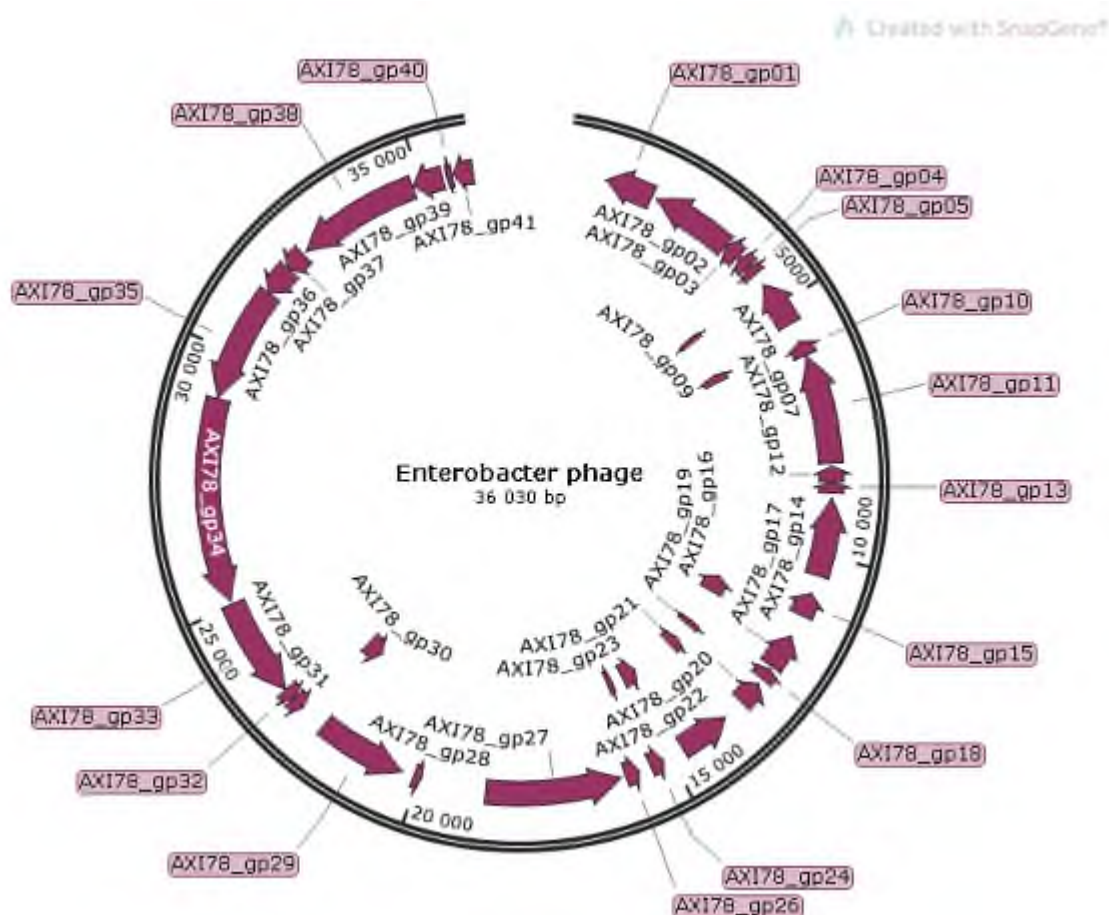 Created with SnapGene®
AXI78_gp40
AXI78_gp01
AXI78_gp38
AXI78_gp04
AXI78_gp05
35 000
AXI78_gp39
AXI78_gp41
AXI78_gp02
AXI78_gp03
5000
AXI78_gp37
AXI78_gp36
AXI78_gp35
AXI78_gp10
AXI78_gp09
AXI78_gp07
30 000
AXI78_gp11
AXI78_gp12
AXI78_gp34
Enterobacter phage
36 030 bp
AXI78_gp13
AXI78_gp16
AXI78_gp19
AXI78_gp14
AXI78_gp17
10 000
AXI78_gp30
AXI78_gp31
25 000
AXI78_gp21
AXI78_gp23
AXI78_gp15
AXI78_gp20
AXI78_gp22
AXI78_gp33
AXI78_gp27
AXI78_gp28
AXI78_gp18
AXI78_gp32
15 000
20 000
AXI78_gp29
AXI78_gp24
AXI78_gp26